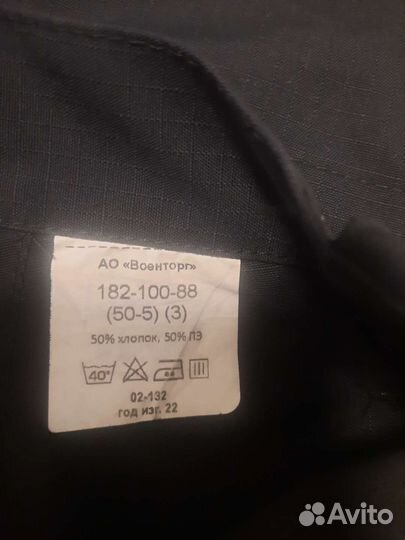 АО «Военторг»
182-100-88
(50-5) (3)
50% хлопок, 50% ПЭ
40°
02-132
год изг. 22
Avito